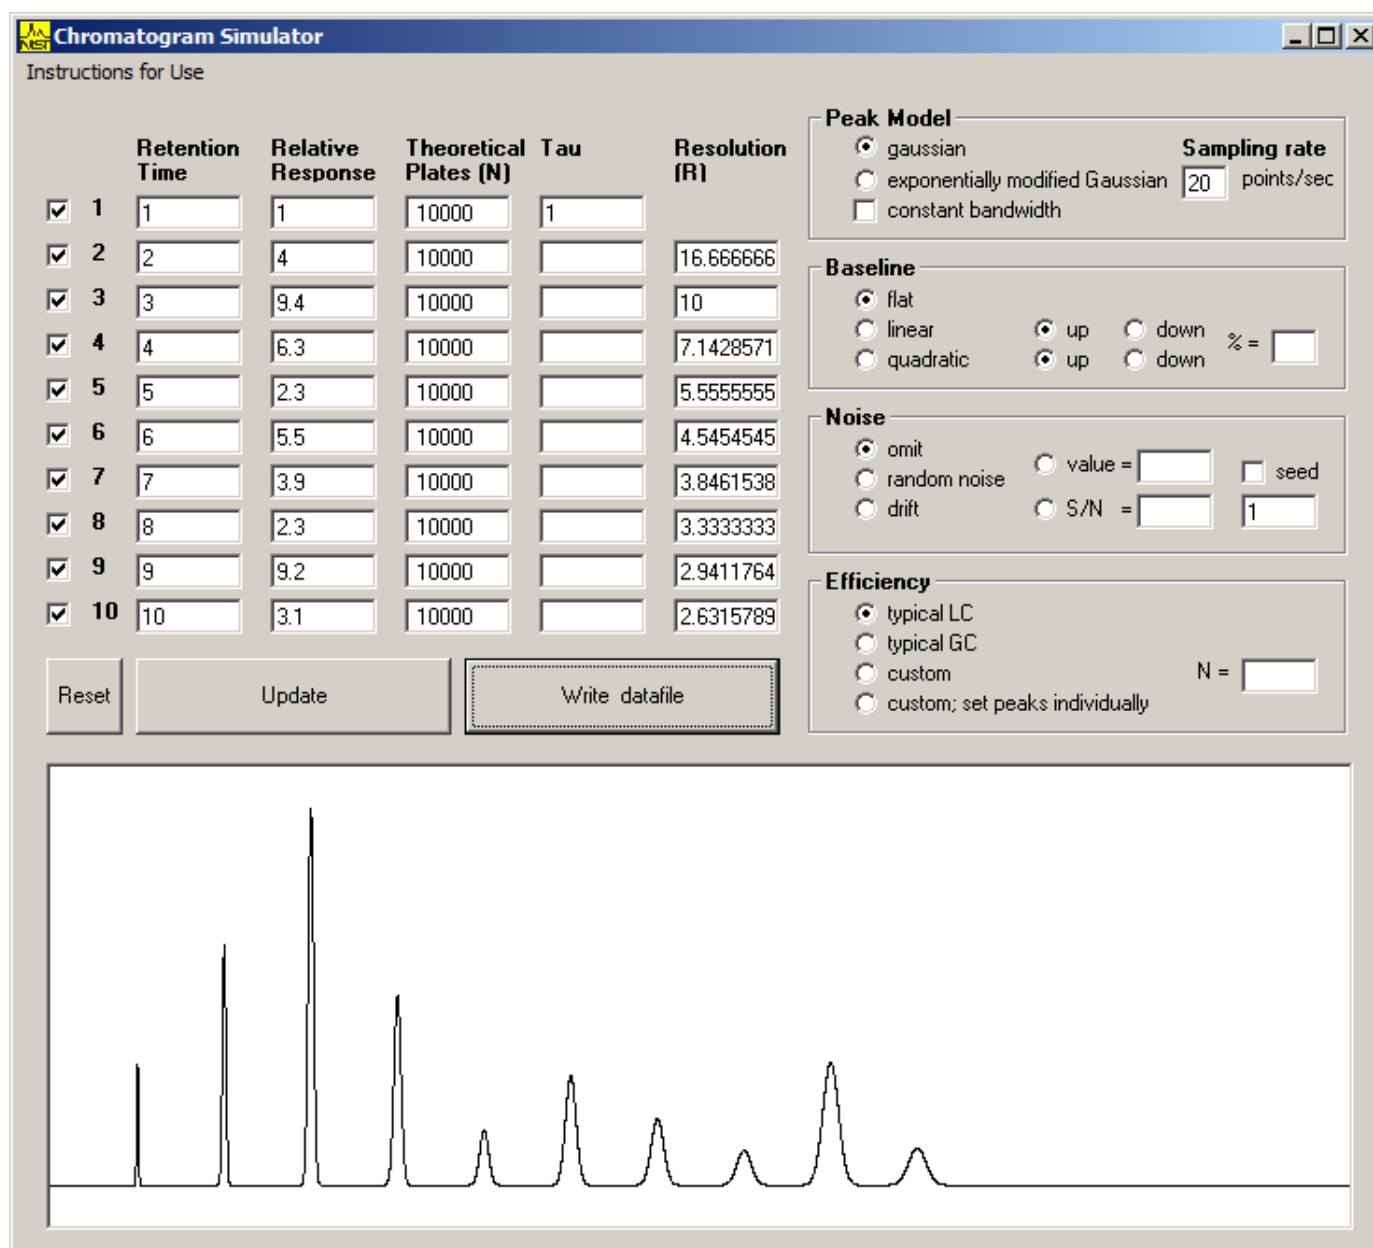 NIST Chromatogram Simulator
Instructions for Use
Retention Time Relative Response Theoretical Plates (N) Tau Resolution (R)
1 1 1 10000 1
2 2 4 10000 16.666666
3 3 9.4 10000 10
4 4 6.3 10000 7.1428571
5 5 2.3 10000 5.5555555
6 6 5.5 10000 4.5454545
7 7 3.9 10000 3.8461538
8 8 2.3 10000 3.3333333
9 9 9.2 10000 2.9411764
10 10 3.1 10000 2.6315789
Reset Update Write datafile
Peak Model
gaussian Sampling rate
exponentially modified Gaussian 20 points/sec
constant bandwidth
Baseline
flat
linear up down % =
quadratic up down
Noise
omit value =
random noise seed
drift S/N = 1
Efficiency
typical LC
typical GC
custom N =
custom; set peaks individually